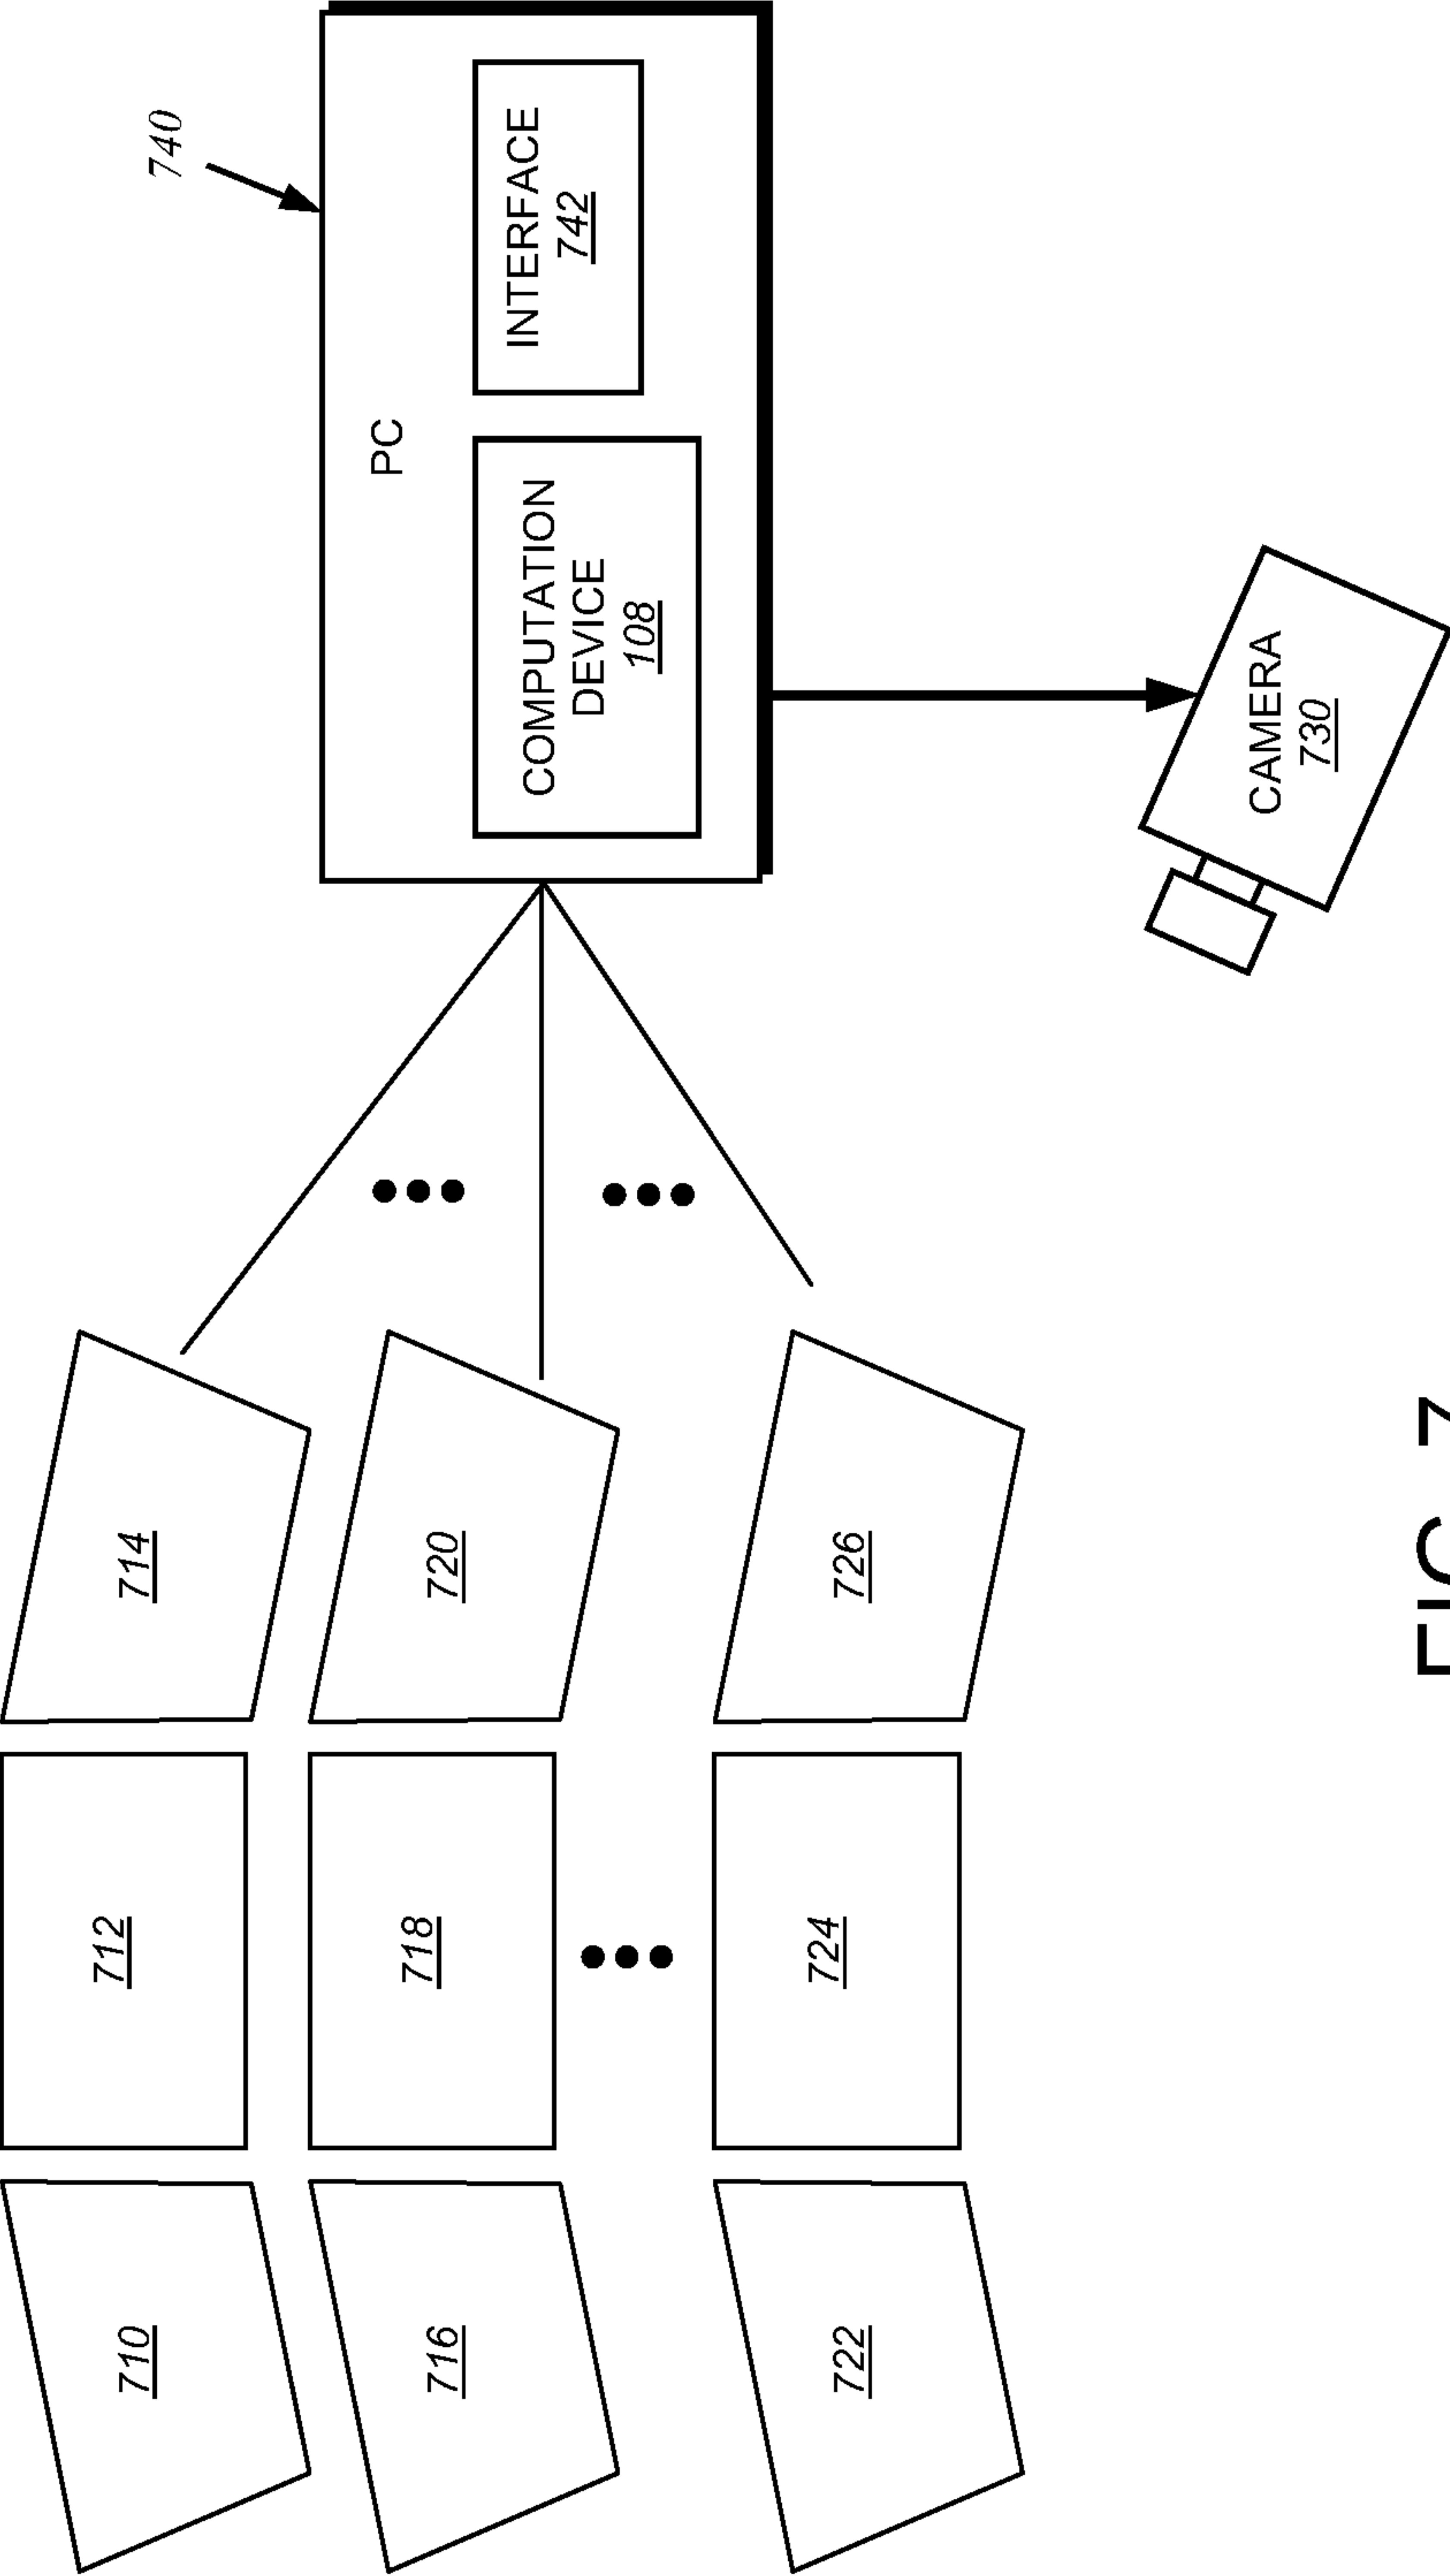 710
712
714
740
PC
716
718
720
COMPUTATION
DEVICE
108
INTERFACE
742
722
724
726
CAMERA
730
FIG. 7